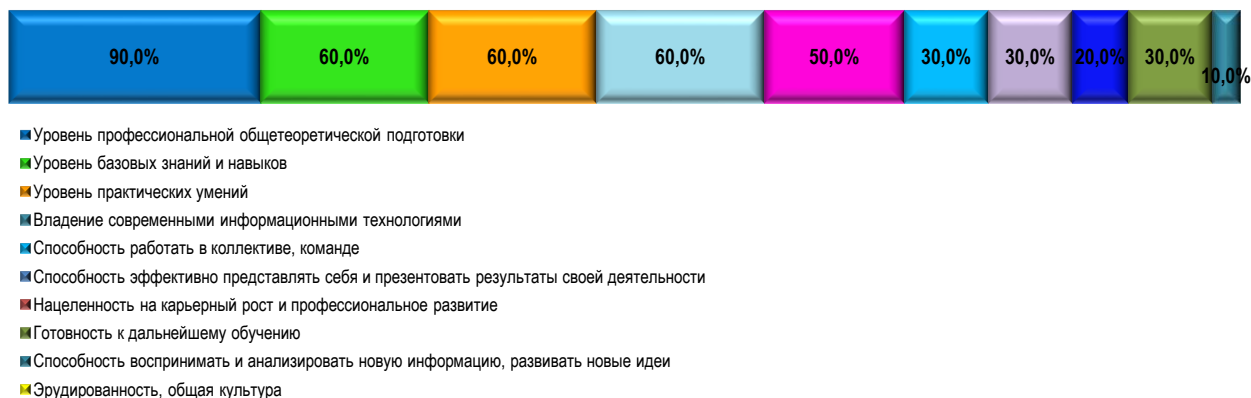 90,0% 60,0% 60,0% 60,0% 50,0% 30,0% 30,0% 20,0% 30,0% 10,0%
Уровень профессиональной общетеоретической подготовки
Уровень базовых знаний и навыков
Уровень практических умений
Владение современными информационными технологиями
Способность работать в коллективе, команде
Способность эффективно представлять себя и презентовать результаты своей деятельности
Нацеленность на карьерный рост и профессиональное развитие
Готовность к дальнейшему обучению
Способность воспринимать и анализировать новую информацию, развивать новые идеи
Эрудированность, общая культура